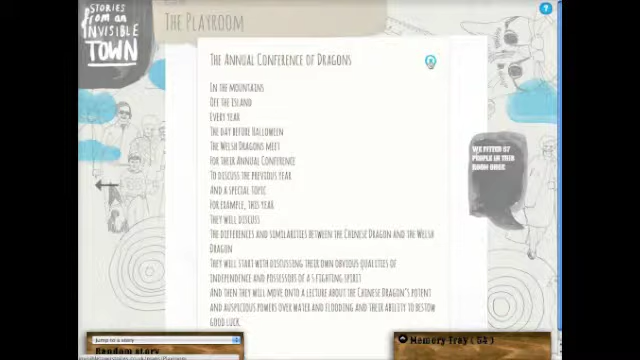 STORIES
from an
INVISIBLE
TOWN
THE PLAYROOM
?
THE ANNUAL CONFERENCE OF DRAGONS
IN THE MOUNTAINS
OFF THE ISLAND
EVERY YEAR
THE DAY BEFORE HALLOWEEN
THE WELSH DRAGONS MEET
FOR THEIR ANNUAL CONFERENCE
TO DISCUSS THE PREVIOUS YEAR
AND A SPECIAL TOPIC
FOR EXAMPLE, THIS YEAR
THEY WILL DISCUSS
THE DIFFERENCES AND SIMILARITIES BETWEEN THE CHINESE DRAGON AND THE WELSH
DRAGON
THEY WILL START WITH DISCUSSING THEIR OWN OBVIOUS QUALITIES OF
INDEPENDENCE AND POSSESSORS OF A FIGHTING SPIRIT
AND THEN THEY WILL MOVE ONTO A LECTURE ABOUT THE CHINESE DRAGON'S POTENT
AND AUSPICIOUS POWERS OVER WATER AND FLOODING AND THEIR ABILITY TO BESTOW
GOOD LUCK.
WE FITTED 57
PEOPLE IN THIS
ROOM ONCE
Jump to a story
Random story
Memory Tray ( 54 )